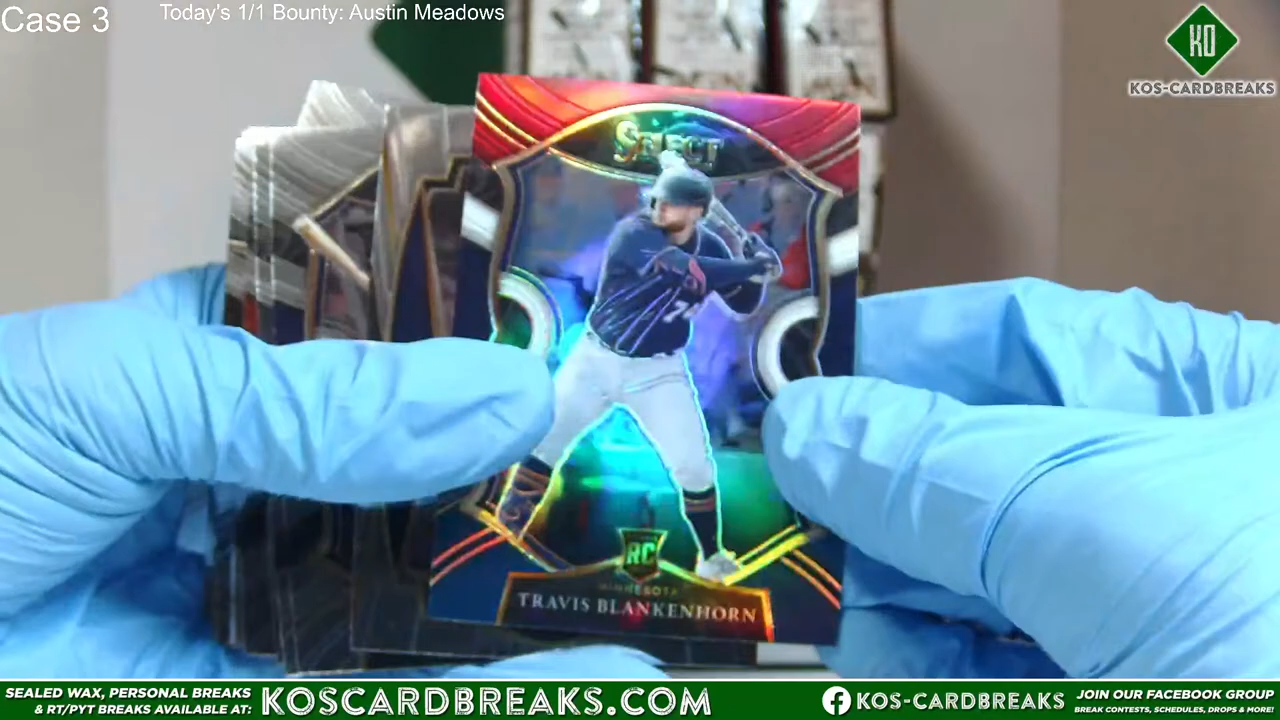 Case 3
Today's 1/1 Bounty: Austin Meadows
KO
KOS-CARDBREAKS
SELECT
RC
MINNESOTA
TRAVIS BLANKENHORN
SEALED WAX, PERSONAL BREAKS
& RT/PYT BREAKS AVAILABLE AT:
KOSCARDBREAKS.COM
KOS-CARDBREAKS
JOIN OUR FACEBOOK GROUP
BREAK CONTESTS, SCHEDULES, DROPS & MORE!